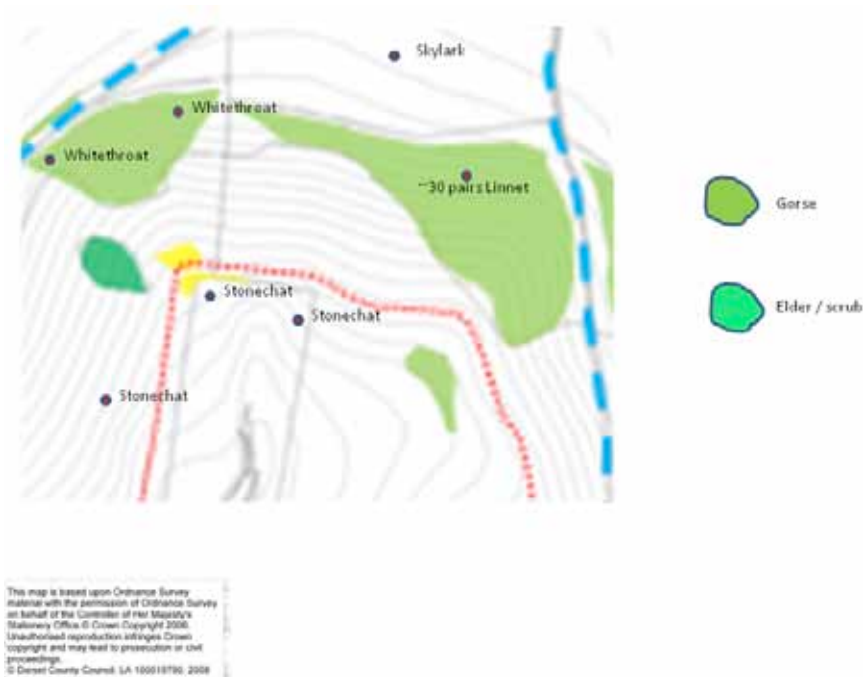 Skylark
Whitethroat
Whitethroat
~30 pairs Linnet
Stonechat
Stonechat
Stonechat
Gorse
Elder / scrub
This map is based upon Ordnance Survey
material with the permission of Ordnance Survey
on behalf of the Controller of Her Majesty's
Stationery Office © Crown Copyright 2008.
Unauthorised reproduction infringes Crown
copyright and may lead to prosecution or civil
proceedings.
© Dorset County Council. LA 100019790, 2008